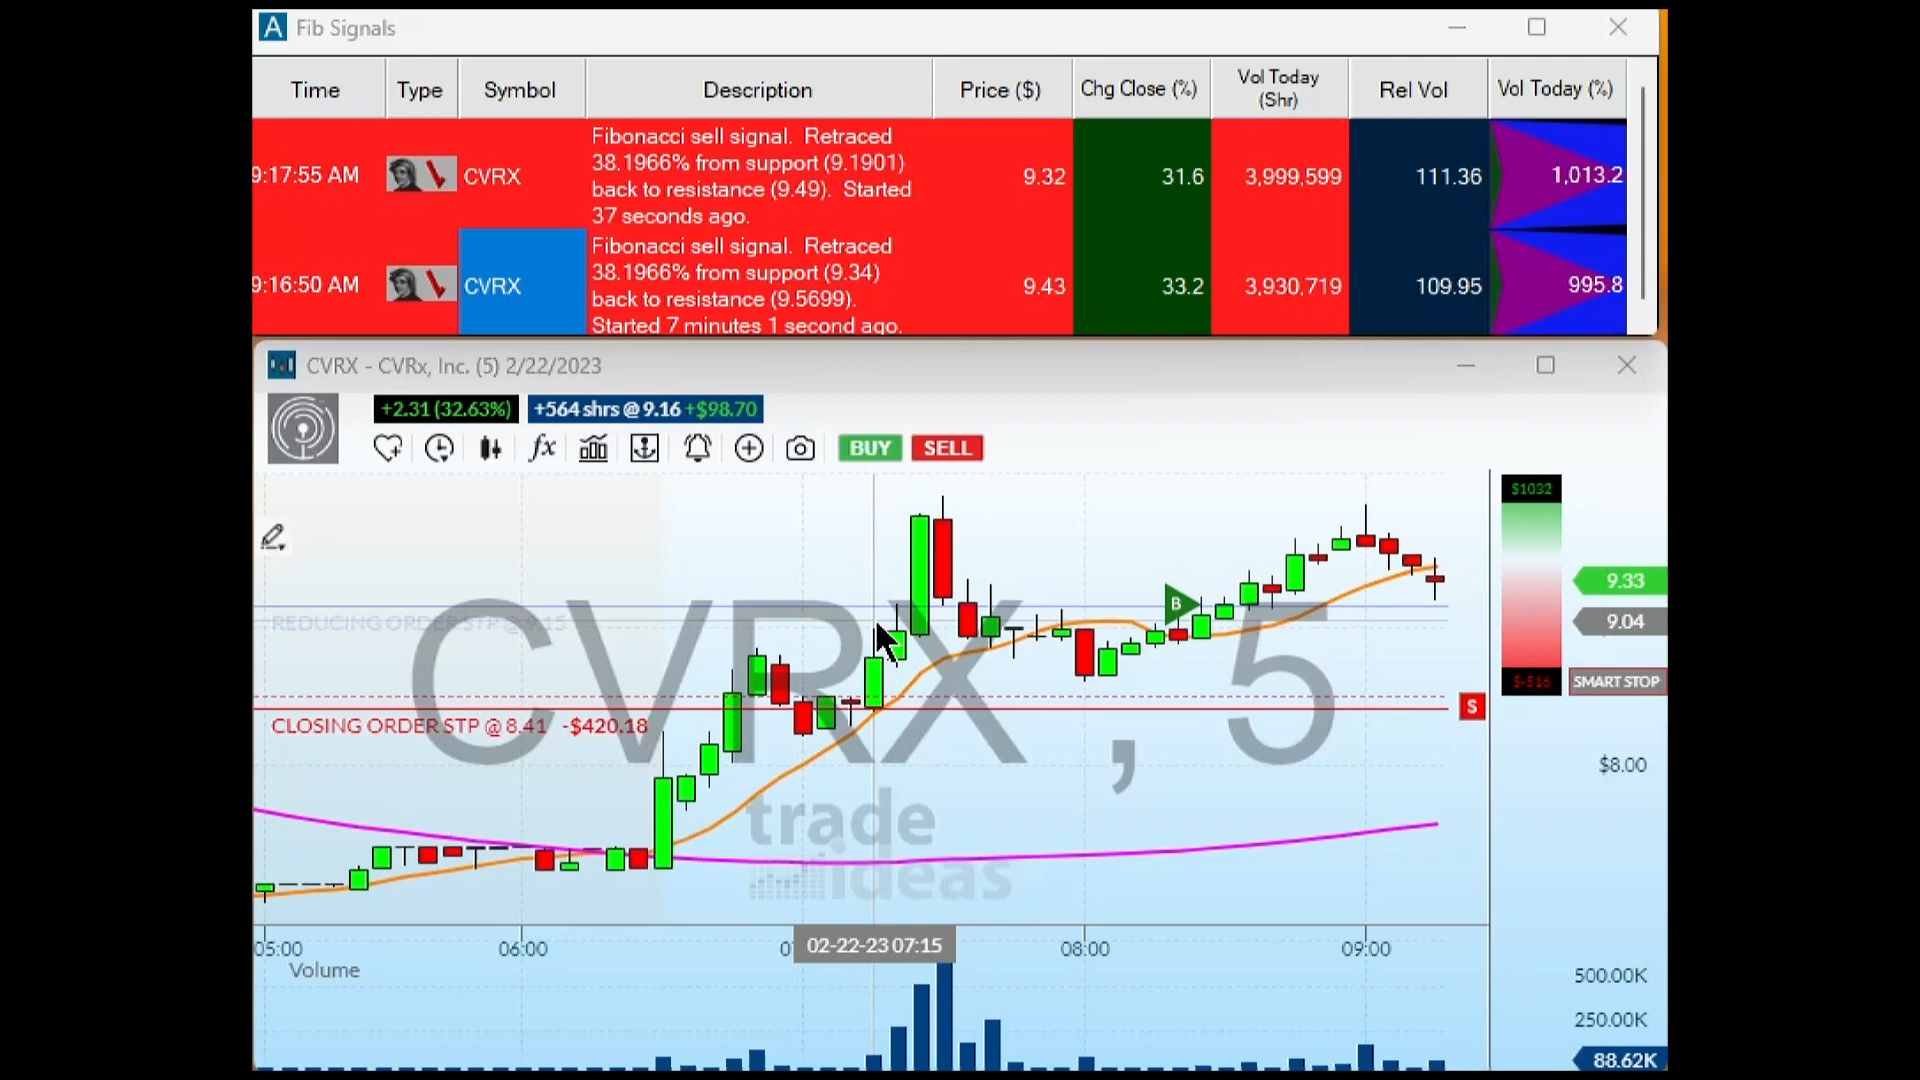 A Fib Signals
Time Type Symbol Description Price ($) Chg Close (%) Vol Today (Shr) Rel Vol Vol Today (%)
9:17:55 AM CVRX Fibonacci sell signal. Retraced 9.32 31.6 3,999,599 111.36 1,013.2
38.1966% from support (9.1901)
back to resistance (9.49). Started
37 seconds ago.
9:16:50 AM CVRX Fibonacci sell signal. Retraced 9.43 33.2 3,930,719 109.95 995.8
38.1966% from support (9.34)
back to resistance (9.5699).
Started 7 minutes 1 second ago.
CVRX - CVRx, Inc. (5) 2/22/2023
+2.31 (32.63%) +564 shrs @ 9.16 +$98.70
fx BUY SELL
$1032
9.33
B
REDUCING ORDER STP @ 9.15
9.04
CVRX , 5
$-516 SMART STOP
S
CLOSING ORDER STP @ 8.41 -$420.18
$8.00
trade
ideas
05:00 06:00 02-22-23 07:15 08:00 09:00
Volume
500.00K
250.00K
88.62K